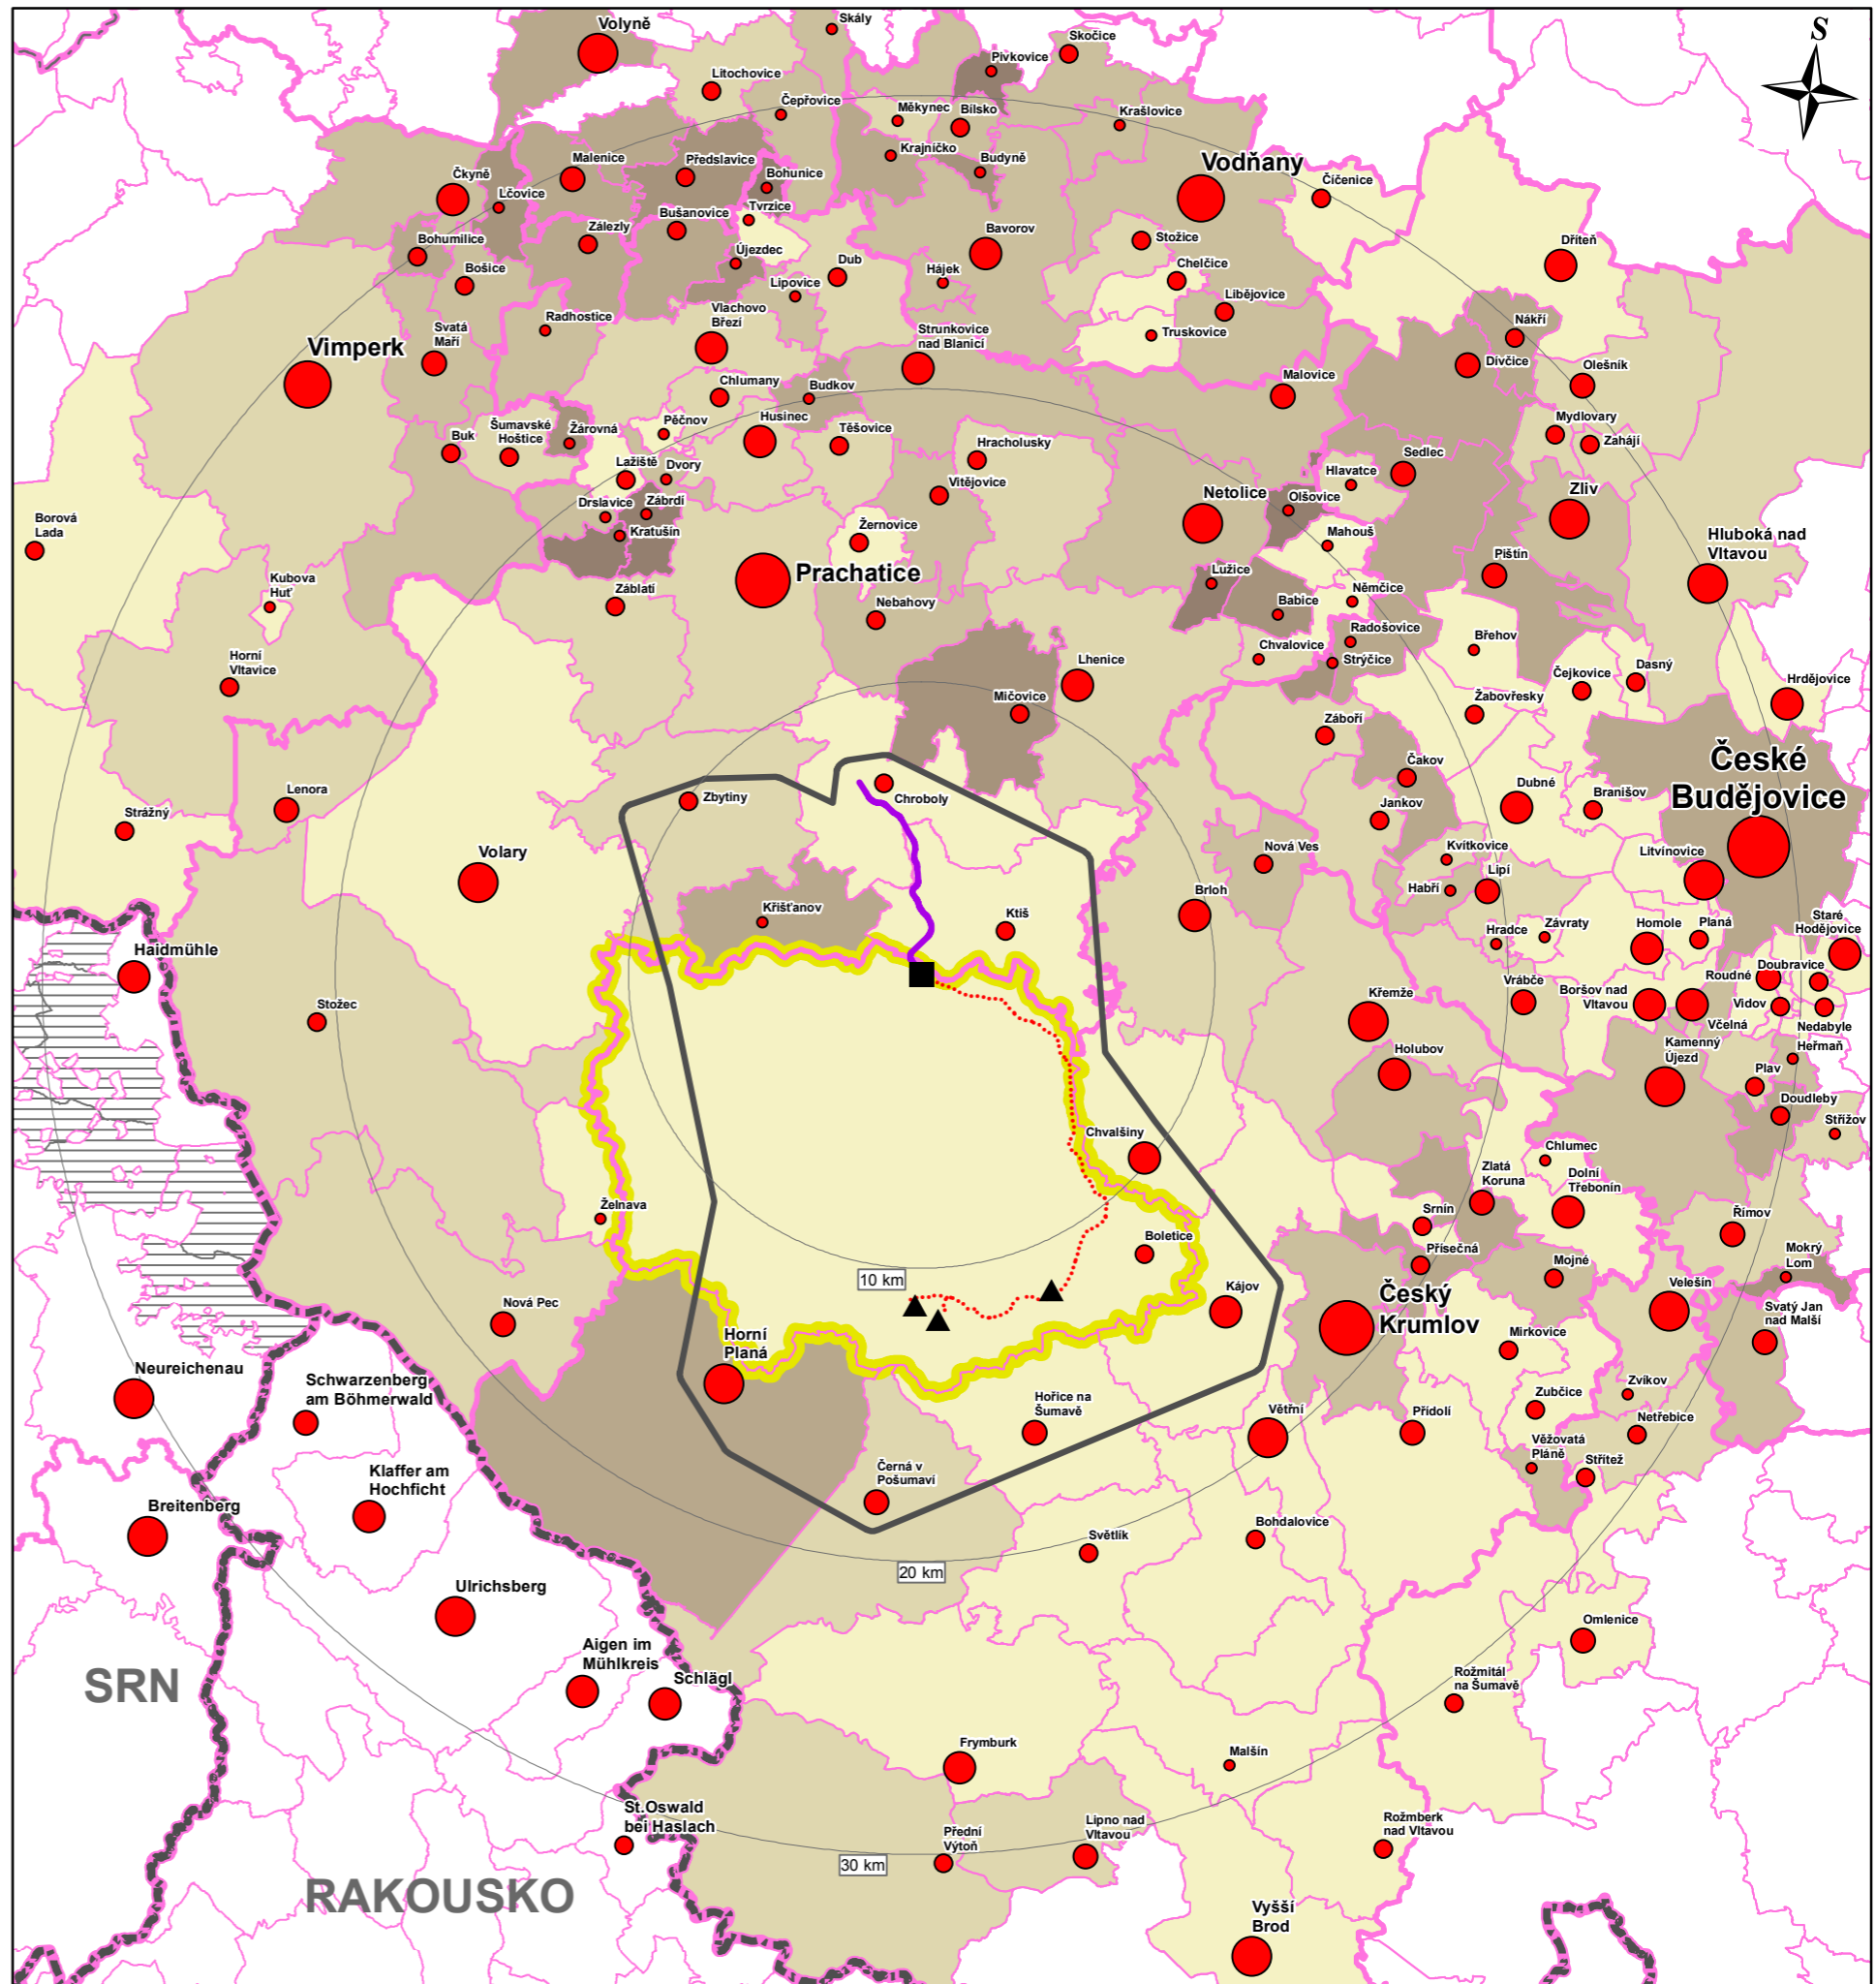 Volyně
Skály
Skočice
S
Pivkovice
Litochovice
Čepřovice
Měkynec
Bílsko
Krašlovice
Malenice
Předslavice
Krajníčko
Vodňany
Čkyně
Lčovice
Bohunice
Budyně
Číčenice
Bušanovice
Tvrzice
Bohumilice
Zálezly
Bavorov
Stožice
Dříteň
Bošice
Újezdec
Dub
Hájek
Chelčice
Lipovice
Libějovice
Radhostice
Vlachovo
Březí
Strunkovice
nad Blanicí
Truskovice
Nákří
Svatá
Maří
Vimperk
Dívčice
Olešník
Chlumany
Budkov
Malovice
Buk
Šumavské
Hoštice
Žárovná
Pěčnov
Husinec
Těšovice
Mydlovary
Zahájí
Hracholusky
Lažiště
Dvory
Sedlec
Hlavatce
Vitějovice
Netolice
Olšovice
Zliv
Drslavice
Zábrdí
Kratušín
Borová
Lada
Žernovice
Mahouš
Hluboká nad
Vltavou
Pištín
Prachatice
Kubova
Huť
Záblatí
Lužice
Němčice
Nebahovy
Babice
Radošovice
Břehov
Horní
Vltavice
Chvalovice
Strýčice
Lhenice
Čejkovice
Dasný
Hrdějovice
Mičovice
Žabovřesky
Záboří
Čakov
České
Budějovice
Zbytiny
Chroboly
Lenora
Dubné
Branišov
Strážný
Jankov
Volary
Nová Ves
Kvítkovice
Litvínovice
Habří
Lipí
Brloh
Křišťanov
Ktiš
Hradce
Závraty
Homole
Planá
Staré
Hodějovice
Haidmühle
Stožec
Vrábče
Boršov nad
Vltavou
Roudné
Doubravice
Vidov
Křemže
Včelná
Nedabyle
Holubov
Kamenný
Újezd
Heřmaň
Plav
Doudleby
Střížov
Chvalšiny
Chlumec
Zlatá
Koruna
Dolní
Třebonín
Želnava
Srnín
Římov
Boletice
Přísečná
Mojné
Mokrý
Lom
10 km
Kájov
Český
Krumlov
Velešín
Nová Pec
Svatý Jan
nad Malší
Horní
Planá
Mirkovice
Neureichenau
Schwarzenberg
am Böhmerwald
Hořice na
Šumavě
Větřní
Přídolí
Zubčice
Zvíkov
Netřebice
Věžovatá
Pláně
Střítež
Klaffer am
Hochficht
Černá v
Pošumaví
Breitenberg
Světlík
Bohdalovice
20 km
Ulrichsberg
Omlenice
Aigen im
Mühlkreis
Schlägl
SRN
Rožmitál
na Šumavě
Frymburk
Malšín
St.Oswald
bei Haslach
Přední
Výtoň
Lipno nad
Vltavou
Rožmberk
nad Vltavou
30 km
RAKOUSKO
Vyšší
Brod